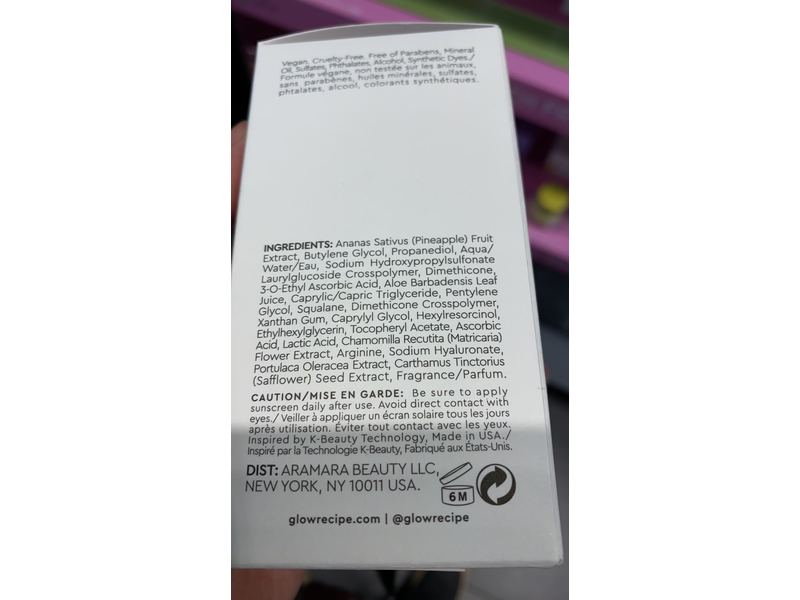 Vegan. Cruelty-Free. Free of Parabens, Mineral
Oil, Sulfates, Phthalates, Alcohol, Synthetic Dyes./
Formule végane, non testée sur les animaux,
sans parabènes, huiles minérales, sulfates,
phtalates, alcool, colorants synthétiques.
INGREDIENTS: Ananas Sativus (Pineapple) Fruit
Extract, Butylene Glycol, Propanediol, Aqua/
Water/Eau, Sodium Hydroxypropylsulfonate
Laurylglucoside Crosspolymer, Dimethicone,
3-O-Ethyl Ascorbic Acid, Aloe Barbadensis Leaf
Juice, Caprylic/Capric Triglyceride, Pentylene
Glycol, Squalane, Dimethicone Crosspolymer,
Xanthan Gum, Caprylyl Glycol, Hexylresorcinol,
Ethylhexylglycerin, Tocopheryl Acetate, Ascorbic
Acid, Lactic Acid, Chamomilla Recutita (Matricaria)
Flower Extract, Arginine, Sodium Hyaluronate,
Portulaca Oleracea Extract, Carthamus Tinctorius
(Safflower) Seed Extract, Fragrance/Parfum.
CAUTION/MISE EN GARDE: Be sure to apply
sunscreen daily after use. Avoid direct contact with
eyes./ Veiller à appliquer un écran solaire tous les jours
après utilisation. Éviter tout contact avec les yeux.
Inspired by K-Beauty Technology, Made in USA./
Inspiré par la Technologie K-Beauty, Fabriqué aux États-Unis.
DIST: ARAMARA BEAUTY LLC,
NEW YORK, NY 10011 USA.
6M
glowrecipe.com | @glowrecipe